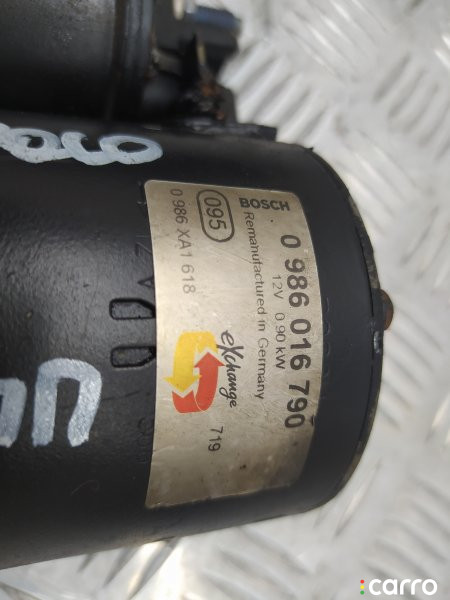 BOSCH
0 986 016 790
12V 0.90 kW
Remanufactured in Germany
095
0 986 XA1 618
eXchange
719
carro